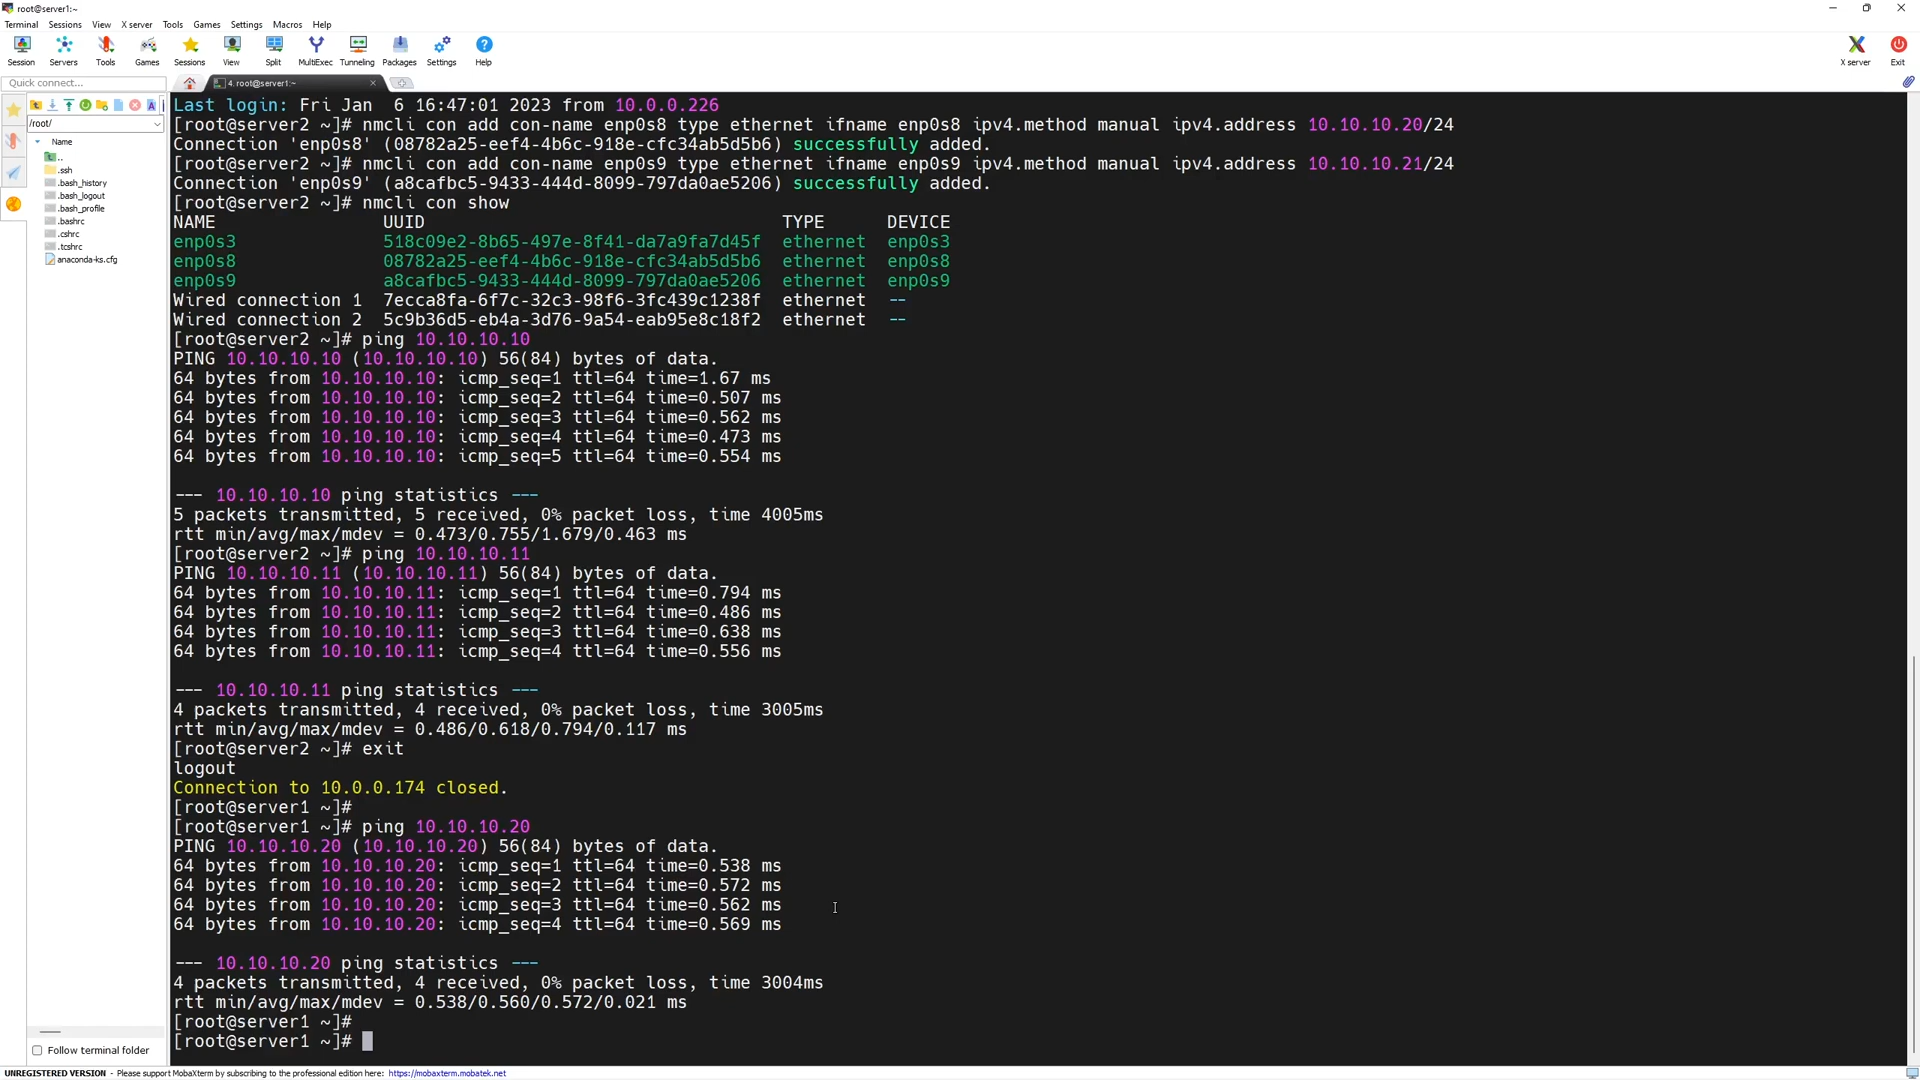 root@server1:~
Terminal Sessions View X server Tools Games Settings Macros Help
Session Servers Tools Games Sessions View Split MultiExec Tunneling Packages Settings Help X server Exit
Quick connect...
4. root@server1:~
/root/
Name
..
.ssh
.bash_history
.bash_logout
.bash_profile
.bashrc
.cshrc
.tcshrc
anaconda-ks.cfg
Follow terminal folder
Last login: Fri Jan  6 16:47:01 2023 from 10.0.0.226
[root@server2 ~]# nmcli con add con-name enp0s8 type ethernet ifname enp0s8 ipv4.method manual ipv4.address 10.10.10.20/24
Connection 'enp0s8' (08782a25-eef4-4b6c-918e-cfc34ab5d5b6) successfully added.
[root@server2 ~]# nmcli con add con-name enp0s9 type ethernet ifname enp0s9 ipv4.method manual ipv4.address 10.10.10.21/24
Connection 'enp0s9' (a8cafbc5-9433-444d-8099-797da0ae5206) successfully added.
[root@server2 ~]# nmcli con show
NAME                UUID                                  TYPE      DEVICE
enp0s3              518c09e2-8b65-497e-8f41-da7a9fa7d45f  ethernet  enp0s3
enp0s8              08782a25-eef4-4b6c-918e-cfc34ab5d5b6  ethernet  enp0s8
enp0s9              a8cafbc5-9433-444d-8099-797da0ae5206  ethernet  enp0s9
Wired connection 1  7ecca8fa-6f7c-32c3-98f6-3fc439c1238f  ethernet  --
Wired connection 2  5c9b36d5-eb4a-3d76-9a54-eab95e8c18f2  ethernet  --
[root@server2 ~]# ping 10.10.10.10
PING 10.10.10.10 (10.10.10.10) 56(84) bytes of data.
64 bytes from 10.10.10.10: icmp_seq=1 ttl=64 time=1.67 ms
64 bytes from 10.10.10.10: icmp_seq=2 ttl=64 time=0.507 ms
64 bytes from 10.10.10.10: icmp_seq=3 ttl=64 time=0.562 ms
64 bytes from 10.10.10.10: icmp_seq=4 ttl=64 time=0.473 ms
64 bytes from 10.10.10.10: icmp_seq=5 ttl=64 time=0.554 ms
--- 10.10.10.10 ping statistics ---
5 packets transmitted, 5 received, 0% packet loss, time 4005ms
rtt min/avg/max/mdev = 0.473/0.755/1.679/0.463 ms
[root@server2 ~]# ping 10.10.10.11
PING 10.10.10.11 (10.10.10.11) 56(84) bytes of data.
64 bytes from 10.10.10.11: icmp_seq=1 ttl=64 time=0.794 ms
64 bytes from 10.10.10.11: icmp_seq=2 ttl=64 time=0.486 ms
64 bytes from 10.10.10.11: icmp_seq=3 ttl=64 time=0.638 ms
64 bytes from 10.10.10.11: icmp_seq=4 ttl=64 time=0.556 ms
--- 10.10.10.11 ping statistics ---
4 packets transmitted, 4 received, 0% packet loss, time 3005ms
rtt min/avg/max/mdev = 0.486/0.618/0.794/0.117 ms
[root@server2 ~]# exit
logout
Connection to 10.0.0.174 closed.
[root@server1 ~]#
[root@server1 ~]# ping 10.10.10.20
PING 10.10.10.20 (10.10.10.20) 56(84) bytes of data.
64 bytes from 10.10.10.20: icmp_seq=1 ttl=64 time=0.538 ms
64 bytes from 10.10.10.20: icmp_seq=2 ttl=64 time=0.572 ms
64 bytes from 10.10.10.20: icmp_seq=3 ttl=64 time=0.562 ms
64 bytes from 10.10.10.20: icmp_seq=4 ttl=64 time=0.569 ms
--- 10.10.10.20 ping statistics ---
4 packets transmitted, 4 received, 0% packet loss, time 3004ms
rtt min/avg/max/mdev = 0.538/0.560/0.572/0.021 ms
[root@server1 ~]#
[root@server1 ~]#
UNREGISTERED VERSION - Please support MobaXterm by subscribing to the professional edition here: https://mobaxterm.mobatek.net